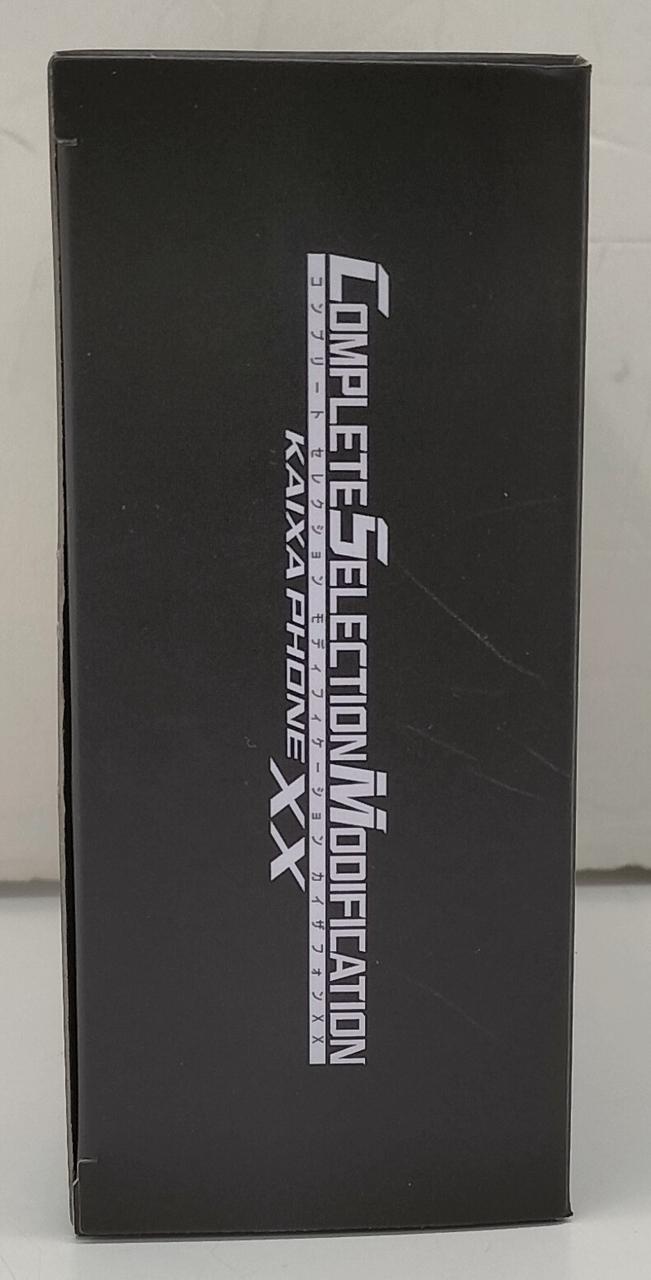 COMPLETE SELECTION MODIFICATION
コンプリート セレクション モディフィケーション カイザフォンXX
KAIXA PHONE XX